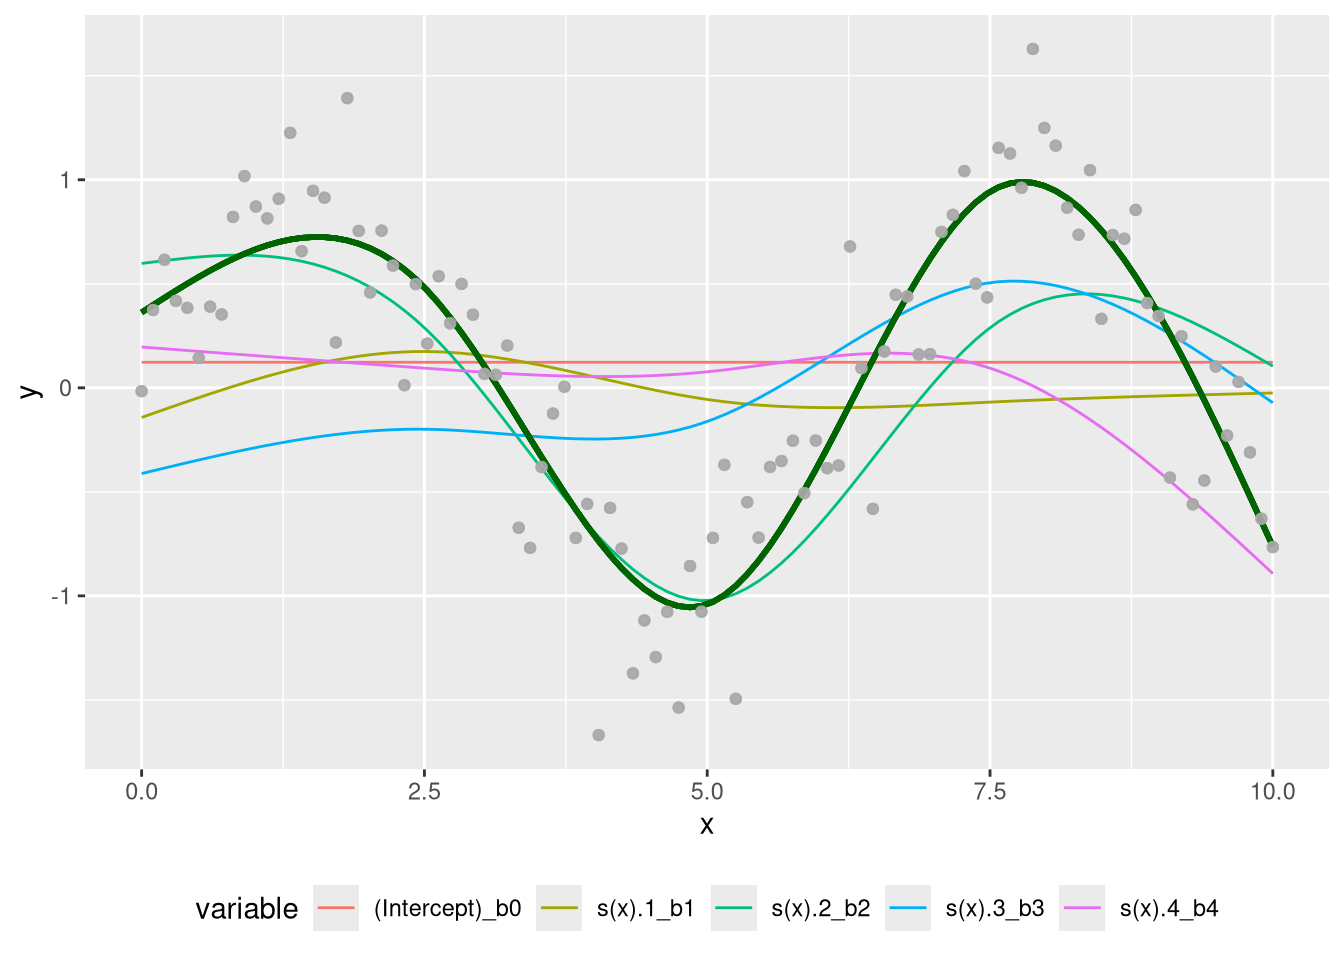 1
0
-1
y
0.0 2.5 5.0 7.5 10.0
x
variable (Intercept)_b0 s(x).1_b1 s(x).2_b2 s(x).3_b3 s(x).4_b4